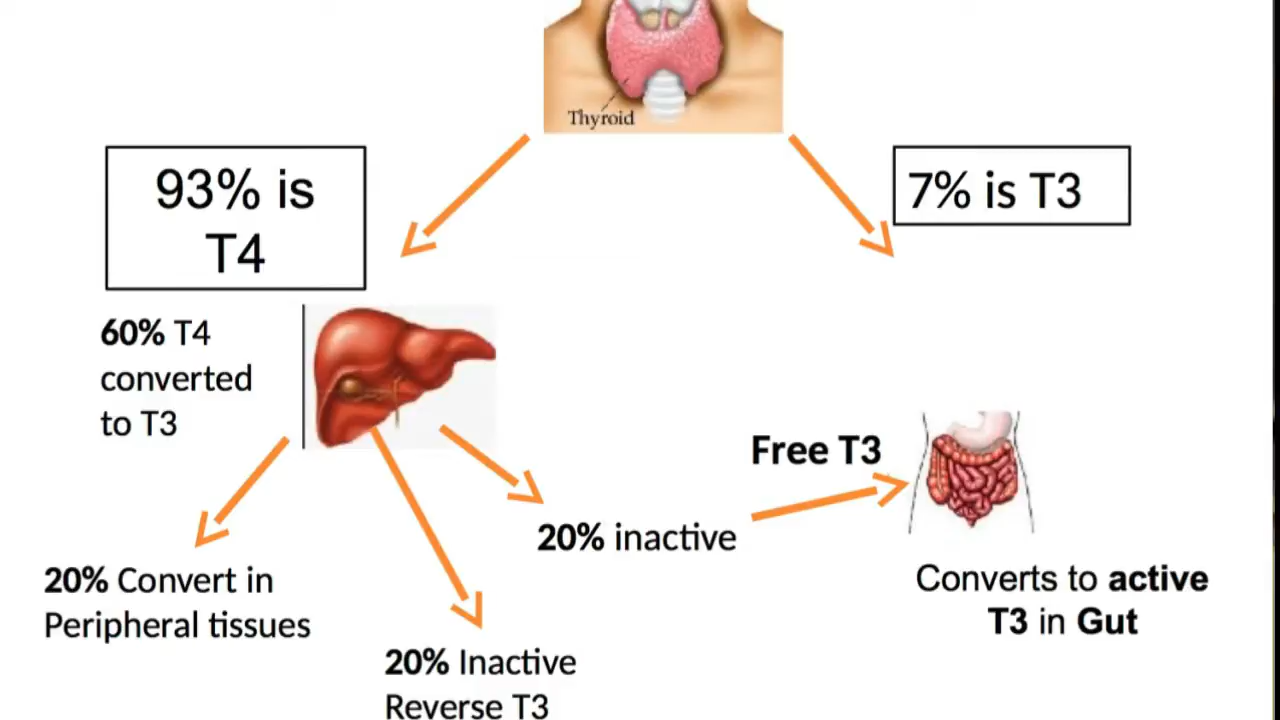 Thyroid
93% is
T4
7% is T3
60% T4
converted
to T3
Free T3
20% inactive
20% Convert in
Peripheral tissues
Converts to active
T3 in Gut
20% Inactive
Reverse T3